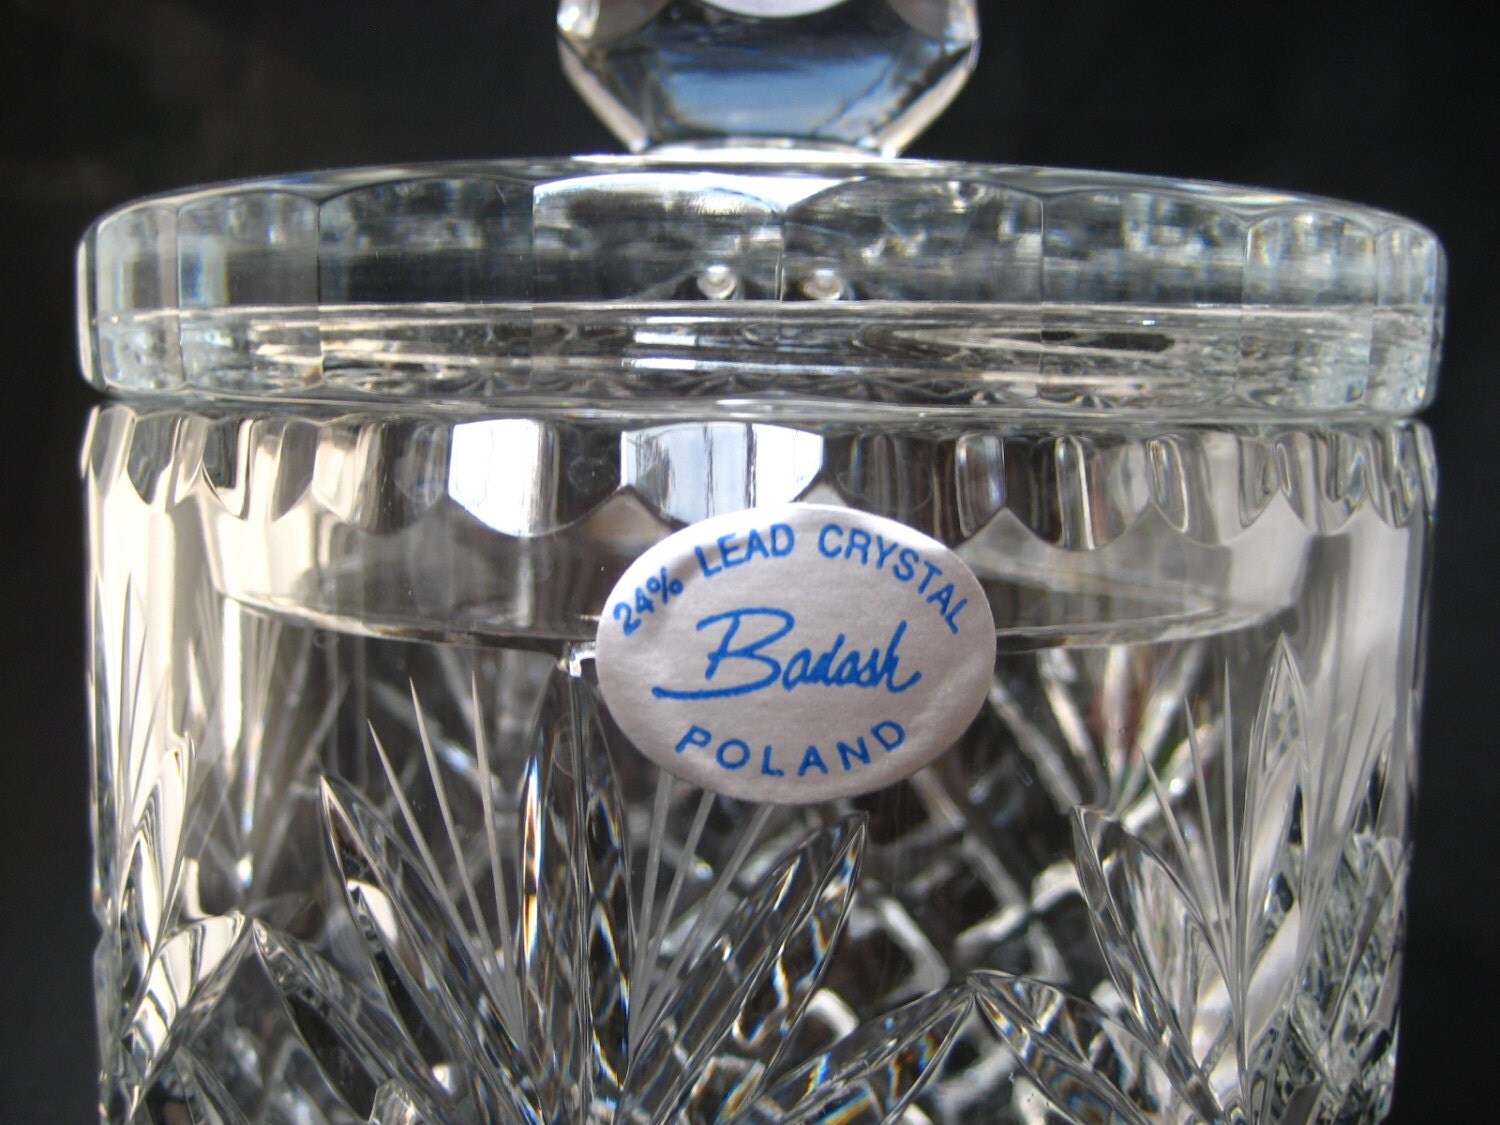 24% LEAD CRYSTAL
Badash
POLAND